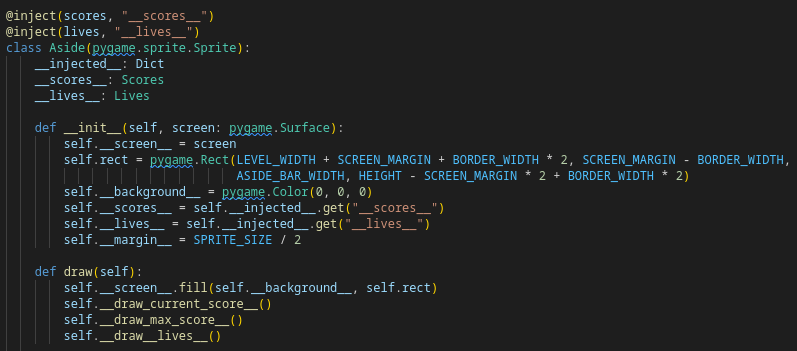 @inject(scores, "__scores__")
@inject(lives, "__lives__")
class Aside(pygame.sprite.Sprite):
    __injected__: Dict
    __scores__: Scores
    __lives__: Lives

    def __init__(self, screen: pygame.Surface):
        self.__screen__ = screen
        self.rect = pygame.Rect(LEVEL_WIDTH + SCREEN_MARGIN + BORDER_WIDTH * 2, SCREEN_MARGIN - BORDER_WIDTH,
                                ASIDE_BAR_WIDTH, HEIGHT - SCREEN_MARGIN * 2 + BORDER_WIDTH * 2)
        self.__background__ = pygame.Color(0, 0, 0)
        self.__scores__ = self.__injected__.get("__scores__")
        self.__lives__ = self.__injected__.get("__lives__")
        self.__margin__ = SPRITE_SIZE / 2

    def draw(self):
        self.__screen__.fill(self.__background__, self.rect)
        self.__draw_current_score__()
        self.__draw_max_score__()
        self.__draw__lives__()